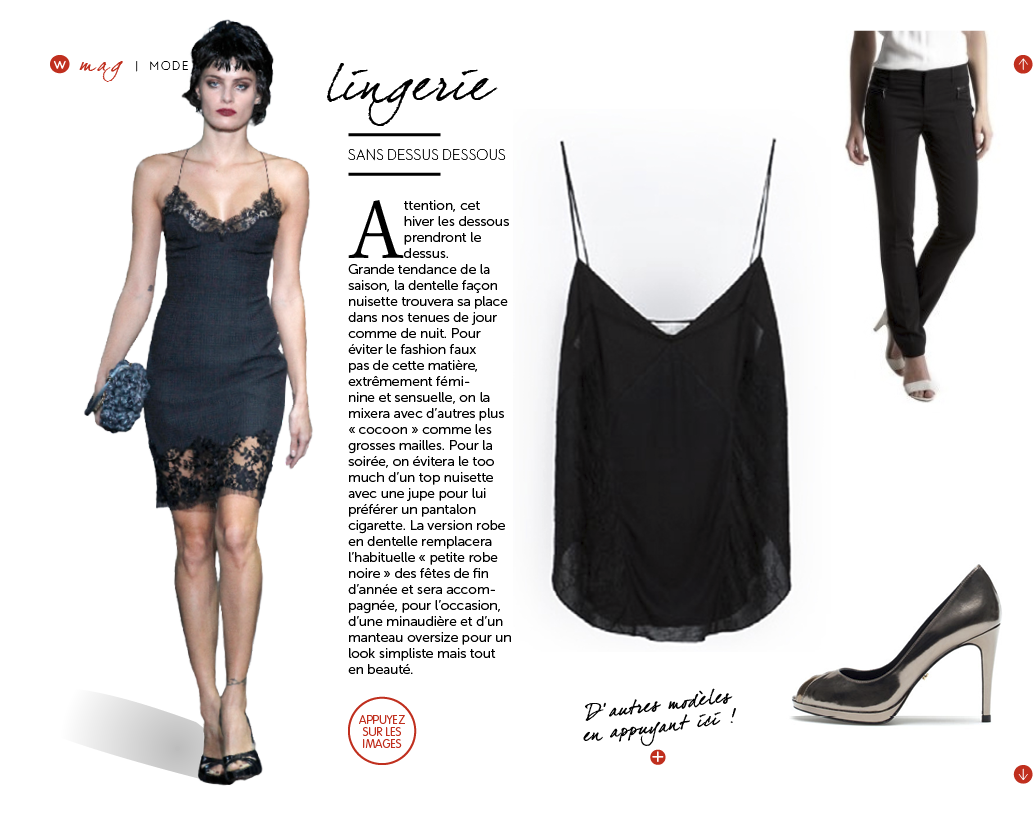 W mag | MODE
lingerie
SANS DESSUS DESSOUS
Attention, cet
hiver les dessous
prendront le
dessus.
Grande tendance de la
saison, la dentelle façon
nuisette trouvera sa place
dans nos tenues de jour
comme de nuit. Pour
éviter le fashion faux
pas de cette matière,
extrêmement fémi-
nine et sensuelle, on la
mixera avec d’autres plus
« cocoon » comme les
grosses mailles. Pour la
soirée, on évitera le too
much d’un top nuisette
avec une jupe pour lui
préférer un pantalon
cigarette. La version robe
en dentelle remplacera
l’habituelle « petite robe
noire » des fêtes de fin
d’année et sera accom-
pagnée, pour l’occasion,
d’une minaudière et d’un
manteau oversize pour un
look simpliste mais tout
en beauté.
APPUYEZ
SUR LES
IMAGES
D'autres modèles
en appuyant ici !